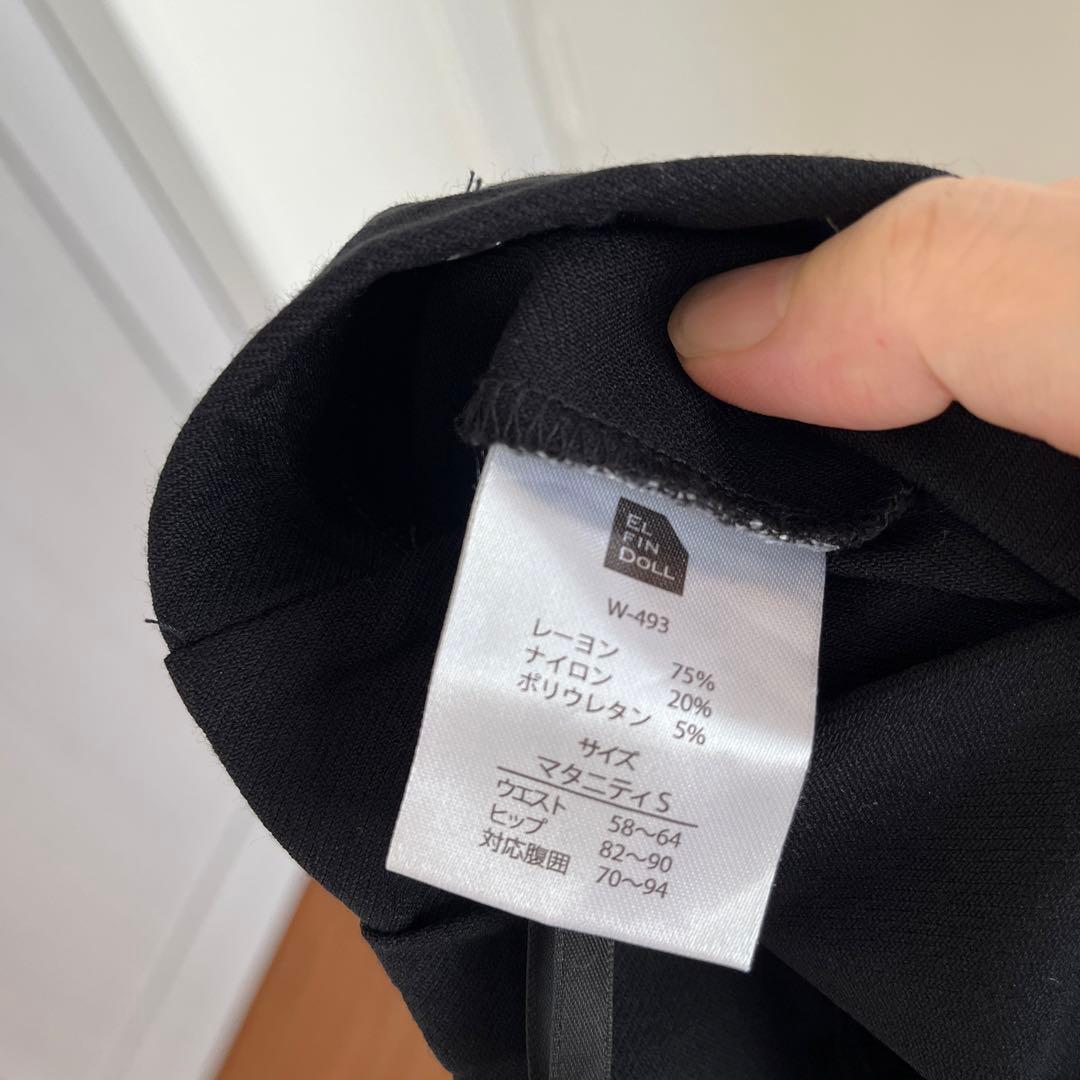 EL
FIN
DOLL
W-493
レーヨン 75%
ナイロン 20%
ポリウレタン 5%
サイズ
マタニティS
ウエスト 58〜64
ヒップ 82〜90
対応腹囲 70〜94